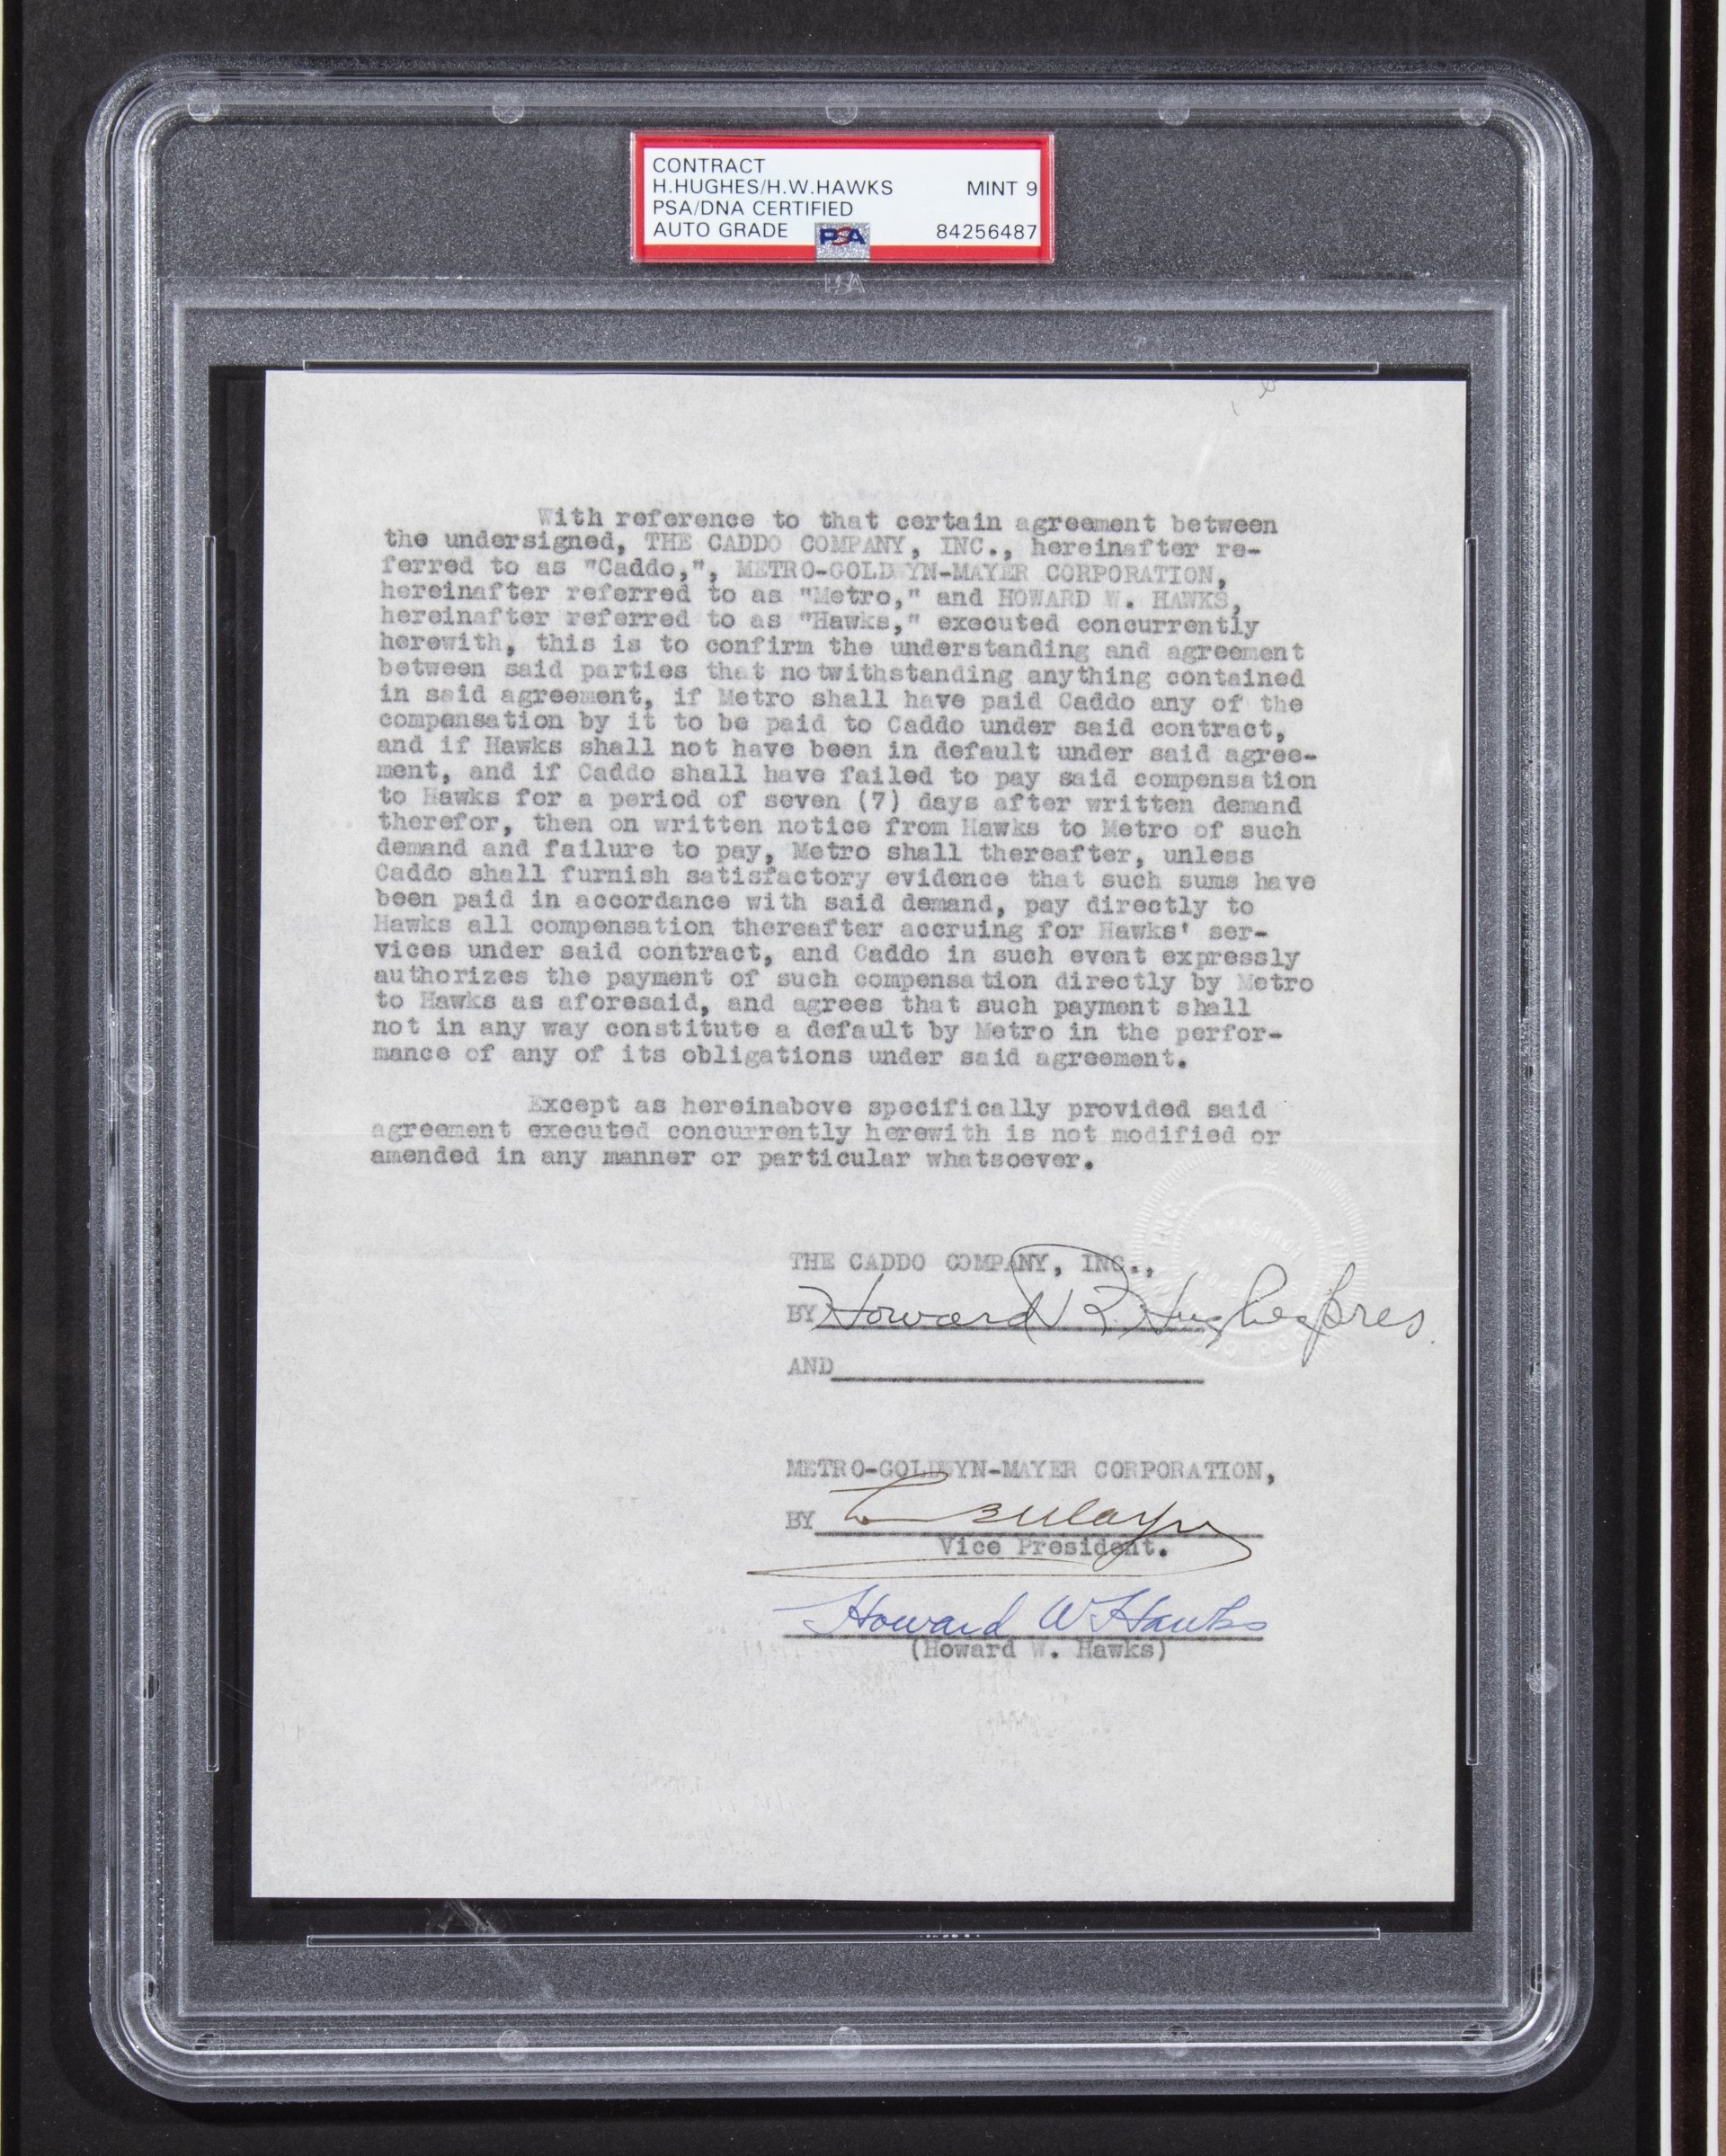 CONTRACT
H.HUGHES/H.W.HAWKS MINT 9
PSA/DNA CERTIFIED
AUTO GRADE PSA 84256487
With reference to that certain agreement between
the undersigned, THE CADDO COMPANY, INC., hereinafter re-
ferred to as "Caddo,", METRO-GOLDWYN-MAYER CORPORATION,
hereinafter referred to as "Metro," and HOWARD W. HAWKS,
hereinafter referred to as "Hawks," executed concurrently
herewith, this is to confirm the understanding and agreement
between said parties that notwithstanding anything contained
in said agreement, if Metro shall have paid Caddo any of the
compensation by it to be paid to Caddo under said contract,
and if Hawks shall not have been in default under said agree-
ment, and if Caddo shall have failed to pay said compensation
to Hawks for a period of seven (7) days after written demand
therefor, then on written notice from Hawks to Metro of such
demand and failure to pay, Metro shall thereafter, unless
Caddo shall furnish satisfactory evidence that such sums have
been paid in accordance with said demand, pay directly to
Hawks all compensation thereafter accruing for Hawks' ser-
vices under said contract, and Caddo in such event expressly
authorizes the payment of such compensation directly by Metro
to Hawks as aforesaid, and agrees that such payment shall
not in any way constitute a default by Metro in the perfor-
mance of any of its obligations under said agreement.
Except as hereinabove specifically provided said
agreement executed concurrently herewith is not modified or
amended in any manner or particular whatsoever.
THE CADDO COMPANY, INC.,
BY Howard R. Hughes pres.
AND
METRO-GOLDWYN-MAYER CORPORATION,
BY L B Mayer
Vice President.
Howard W Hawks
(Howard W. Hawks)